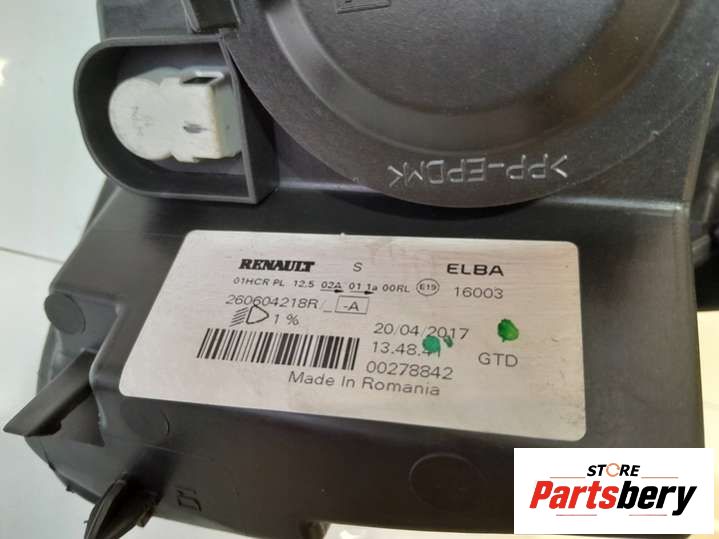 >PP-EPDM<
RENAULT S ELBA
01HCR PL 12.5 02A 01 1a 00RL E19 16003
260604218R -A
1 %
20/04/2017
13.48.41 GTD
00278842
Made In Romania
STORE
Partsbery